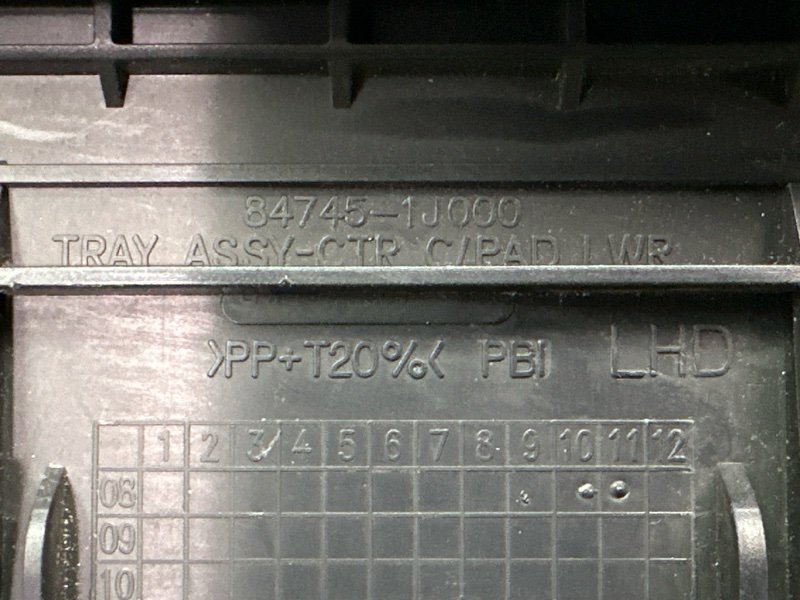 84745-1J000
TRAY ASSY-CTR C/PAD LWR
>PP+T20%< PBI LHD
1 2 3 4 5 6 7 8 9 10 11 12
08
09
10